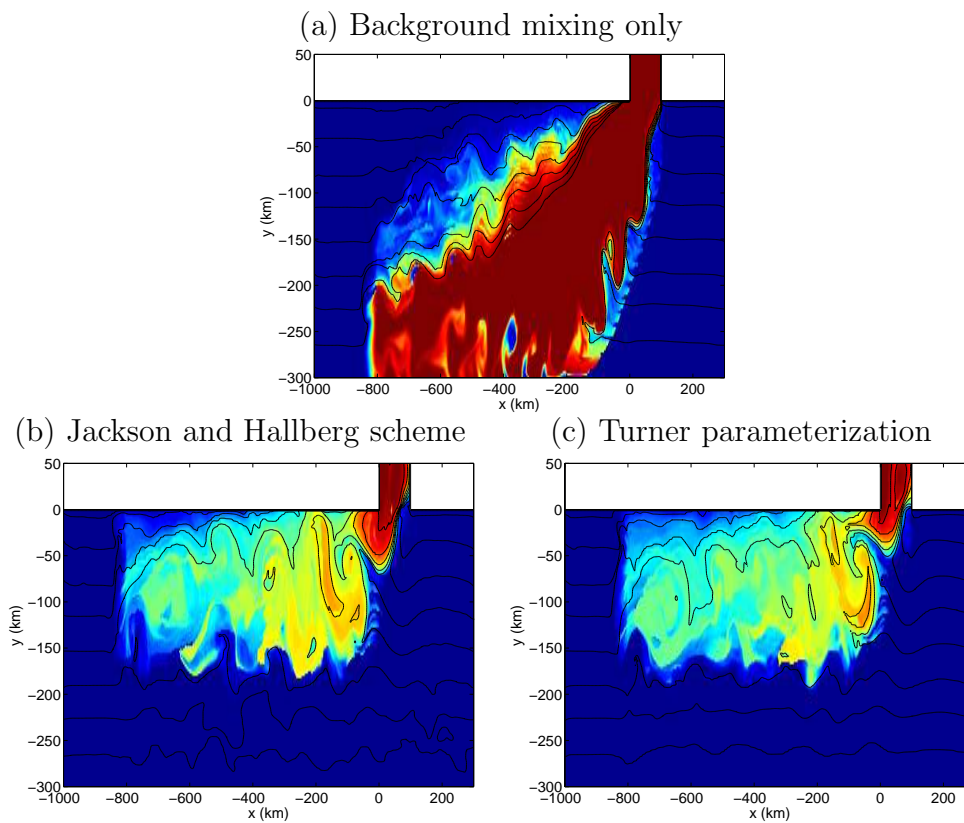 (a) Background mixing only
50
0
−50
−100
−150
−200
−250
−300
y (km)
−1000 −800 −600 −400 −200 0 200
x (km)
(b) Jackson and Hallberg scheme
50
0
−50
−100
−150
−200
−250
−300
y (km)
−1000 −800 −600 −400 −200 0 200
x (km)
(c) Turner parameterization
50
0
−50
−100
−150
−200
−250
−300
y (km)
−1000 −800 −600 −400 −200 0 200
x (km)